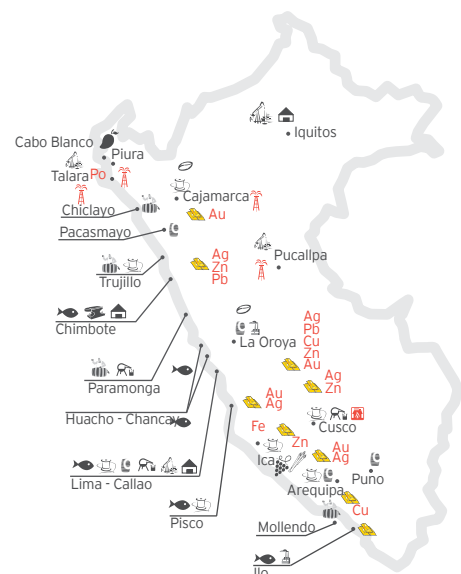 Iquitos
Cabo Blanco
Piura
Talara
Po
Cajamarca
Chiclayo
Au
Pacasmayo
Ag
Zn
Pb
Pucallpa
Trujillo
Chimbote
Ag
Pb
Cu
Zn
Au
La Oroya
Ag
Zn
Paramonga
Au
Ag
Huacho - Chancay
Fe
Cusco
Zn
Au
Ag
Ica
Lima - Callao
Puno
Arequipa
Cu
Pisco
Mollendo
Ilo